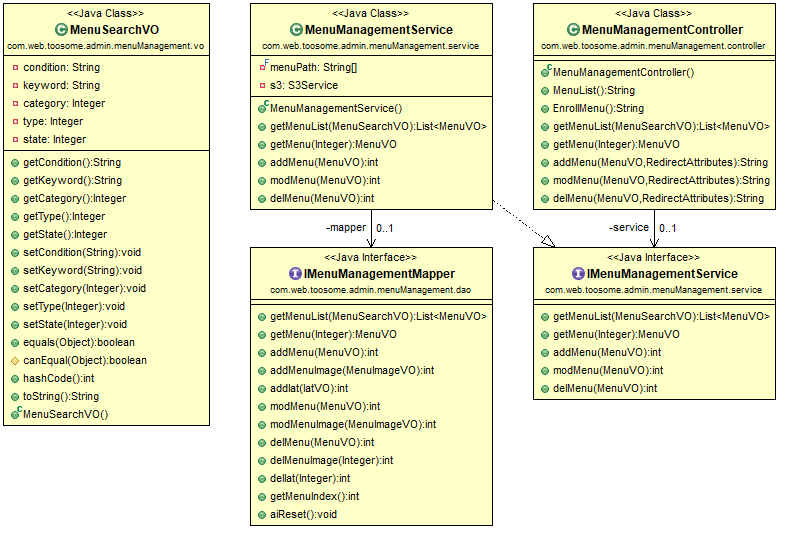 <<Java Class>>
MenuSearchVO
com.web.toosome.admin.menuManagement.vo
condition: String
keyword: String
category: Integer
type: Integer
state: Integer
getCondition():String
getKeyword():String
getCategory():Integer
getType():Integer
getState():Integer
setCondition(String):void
setKeyword(String):void
setCategory(Integer):void
setType(Integer):void
setState(Integer):void
equals(Object):boolean
canEqual(Object):boolean
hashCode():int
toString():String
MenuSearchVO()
<<Java Class>>
MenuManagementService
com.web.toosome.admin.menuManagement.service
menuPath: String[]
s3: S3Service
MenuManagementService()
getMenuList(MenuSearchVO):List<MenuVO>
getMenu(Integer):MenuVO
addMenu(MenuVO):int
modMenu(MenuVO):int
delMenu(MenuVO):int
<<Java Class>>
MenuManagementController
com.web.toosome.admin.menuManagement.controller
MenuManagementController()
MenuList():String
EnrollMenu():String
getMenuList(MenuSearchVO):List<MenuVO>
getMenu(Integer):MenuVO
addMenu(MenuVO,RedirectAttributes):String
modMenu(MenuVO,RedirectAttributes):String
delMenu(MenuVO,RedirectAttributes):String
-mapper 0..1
-service 0..1
<<Java Interface>>
IMenuManagementMapper
com.web.toosome.admin.menuManagement.dao
getMenuList(MenuSearchVO):List<MenuVO>
getMenu(Integer):MenuVO
addMenu(MenuVO):int
addMenuImage(MenuImageVO):int
addIat(IatVO):int
modMenu(MenuVO):int
modMenuImage(MenuImageVO):int
delMenu(MenuVO):int
delMenuImage(Integer):int
delIat(Integer):int
getMenuIndex():int
aiReset():void
<<Java Interface>>
IMenuManagementService
com.web.toosome.admin.menuManagement.service
getMenuList(MenuSearchVO):List<MenuVO>
getMenu(Integer):MenuVO
addMenu(MenuVO):int
modMenu(MenuVO):int
delMenu(MenuVO):int